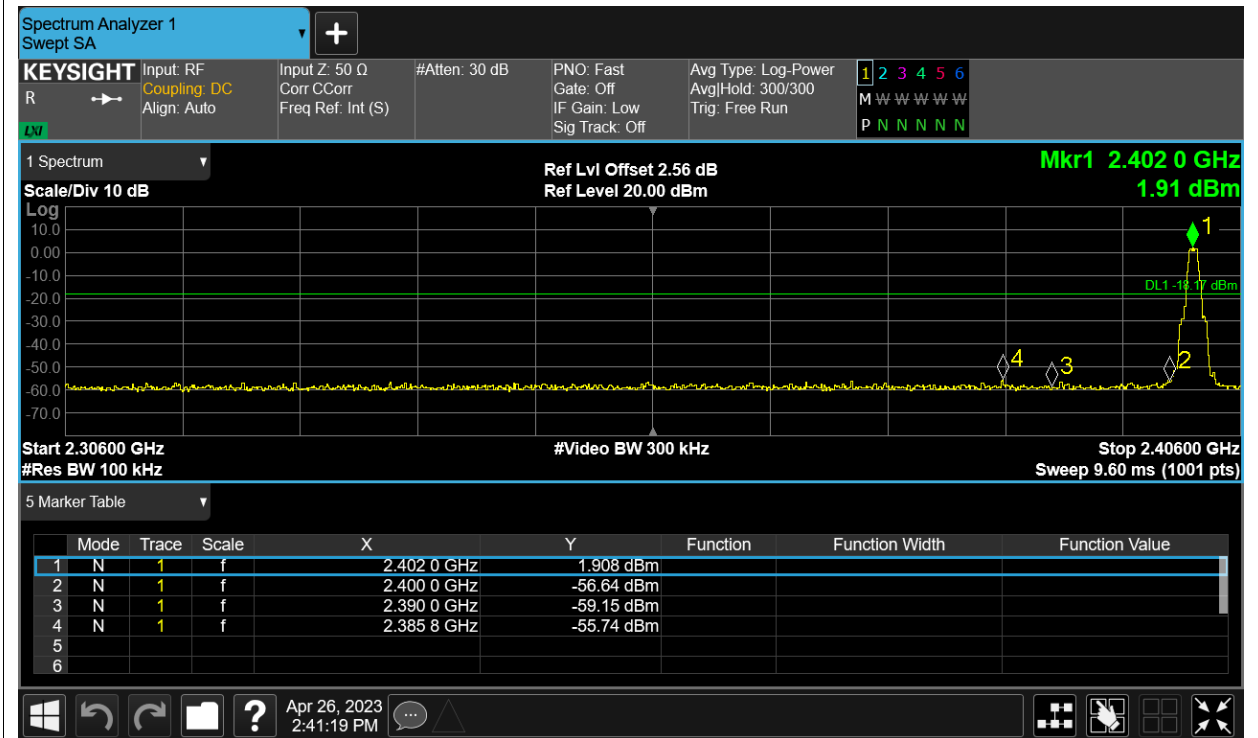 Spectrum Analyzer 1
Swept SA
KEYSIGHT
R
LXI
Input: RF
Coupling: DC
Align: Auto
Input Z: 50 Ω
Corr CCorr
Freq Ref: Int (S)
#Atten: 30 dB
PNO: Fast
Gate: Off
IF Gain: Low
Sig Track: Off
Avg Type: Log-Power
Avg|Hold: 300/300
Trig: Free Run
1 2 3 4 5 6
M W W W W W
P N N N N N
1 Spectrum
Scale/Div 10 dB
Ref Lvl Offset 2.56 dB
Ref Level 20.00 dBm
Mkr1 2.402 0 GHz
1.91 dBm
Log
10.0
0.00
-10.0
-20.0
-30.0
-40.0
-50.0
-60.0
-70.0
1
DL1 -18.17 dBm
4
3
2
Start 2.30600 GHz
#Video BW 300 kHz
Stop 2.40600 GHz
#Res BW 100 kHz
Sweep 9.60 ms (1001 pts)
5 Marker Table
Mode Trace Scale X Y Function Function Width Function Value
1 N 1 f 2.402 0 GHz 1.908 dBm
2 N 1 f 2.400 0 GHz -56.64 dBm
3 N 1 f 2.390 0 GHz -59.15 dBm
4 N 1 f 2.385 8 GHz -55.74 dBm
5
6
?
Apr 26, 2023
2:41:19 PM